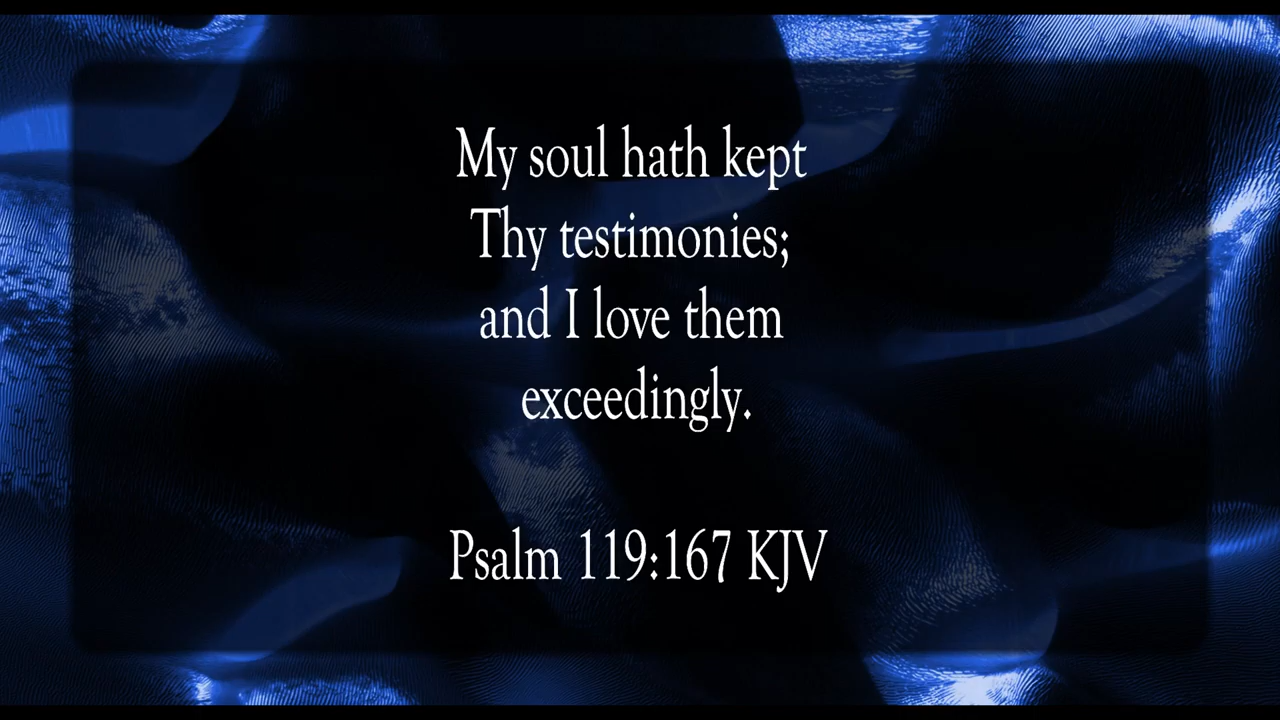 My soul hath kept
Thy testimonies;
and I love them
exceedingly.
Psalm 119:167 KJV